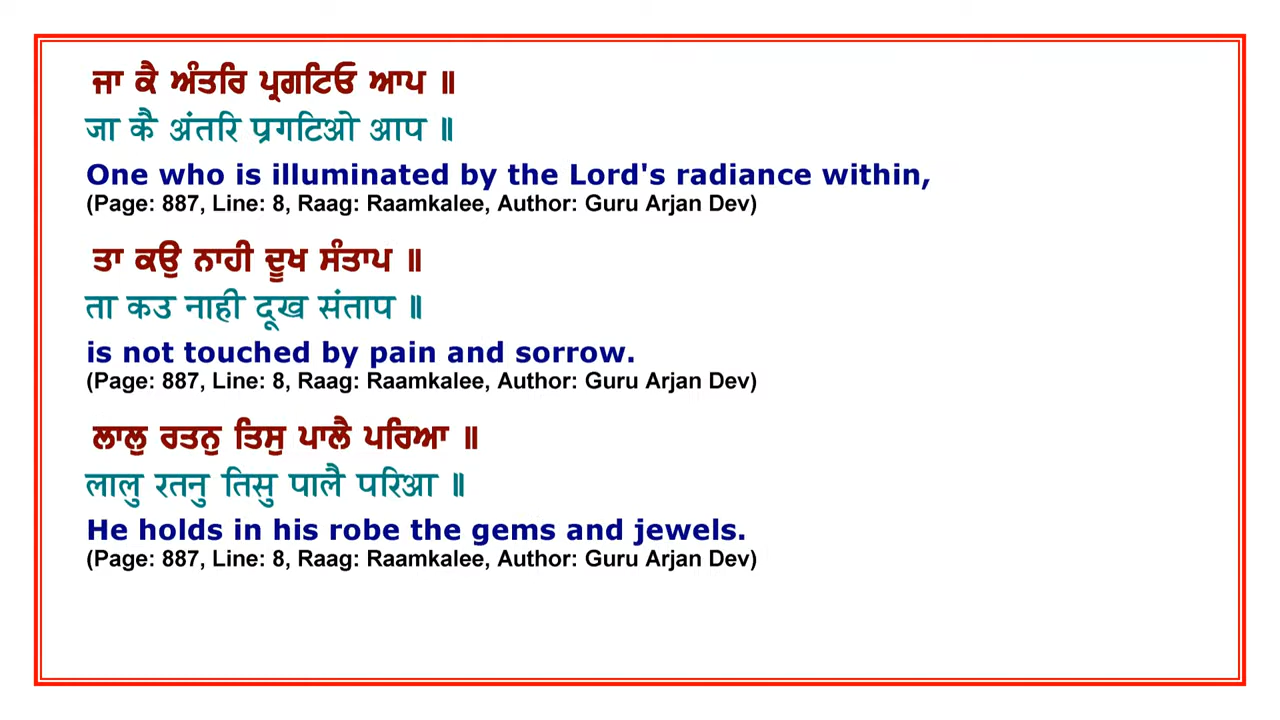 ਜਾ ਕੈ ਅੰਤਰਿ ਪ੍ਰਗਟਿਓ ਆਪ ॥
जा कै अंतरि प्रगटिओ आप ॥
One who is illuminated by the Lord's radiance within,
(Page: 887, Line: 8, Raag: Raamkalee, Author: Guru Arjan Dev)
ਤਾ ਕਉ ਨਾਹੀ ਦੂਖ ਸੰਤਾਪ ॥
ता कउ नाही दूख संताप ॥
is not touched by pain and sorrow.
(Page: 887, Line: 8, Raag: Raamkalee, Author: Guru Arjan Dev)
ਲਾਲੁ ਰਤਨੁ ਤਿਸੁ ਪਾਲੈ ਪਰਿਆ ॥
लालु रतनु तिसु पालै परिआ ॥
He holds in his robe the gems and jewels.
(Page: 887, Line: 8, Raag: Raamkalee, Author: Guru Arjan Dev)